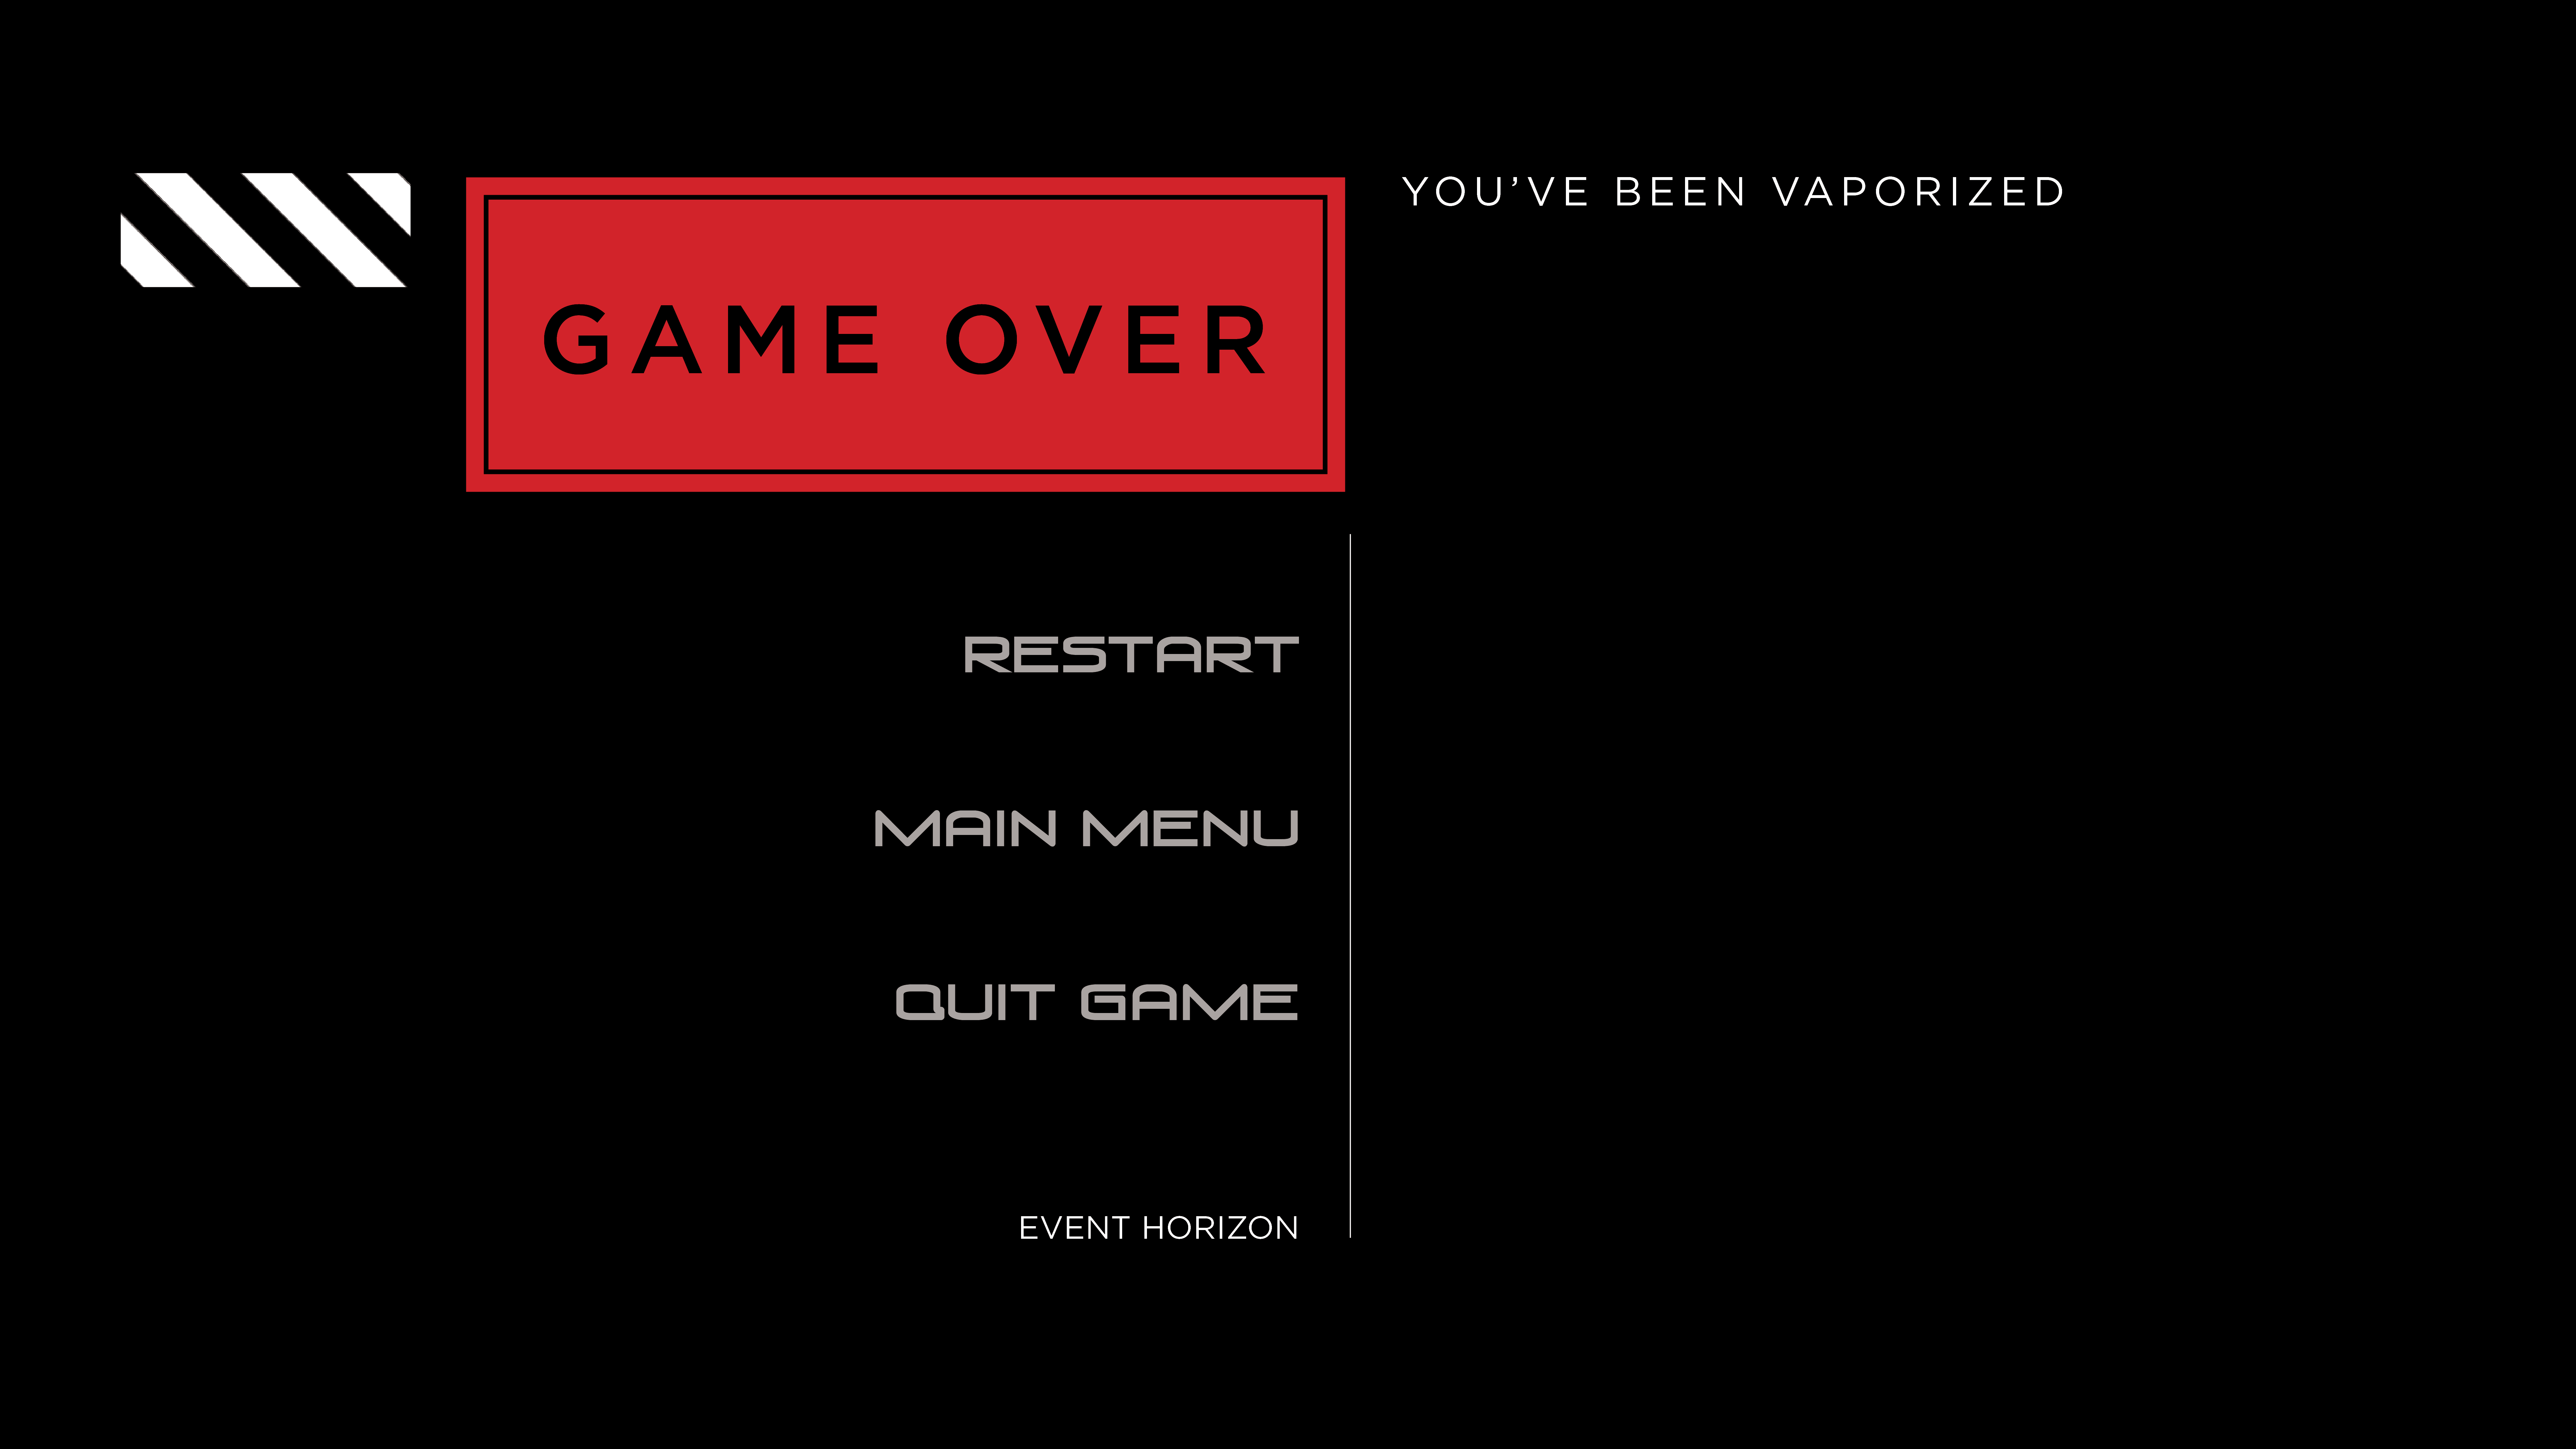 YOU’VE BEEN VAPORIZED
GAME OVER
RESTART
MAIN MENU
QUIT GAME
EVENT HORIZON